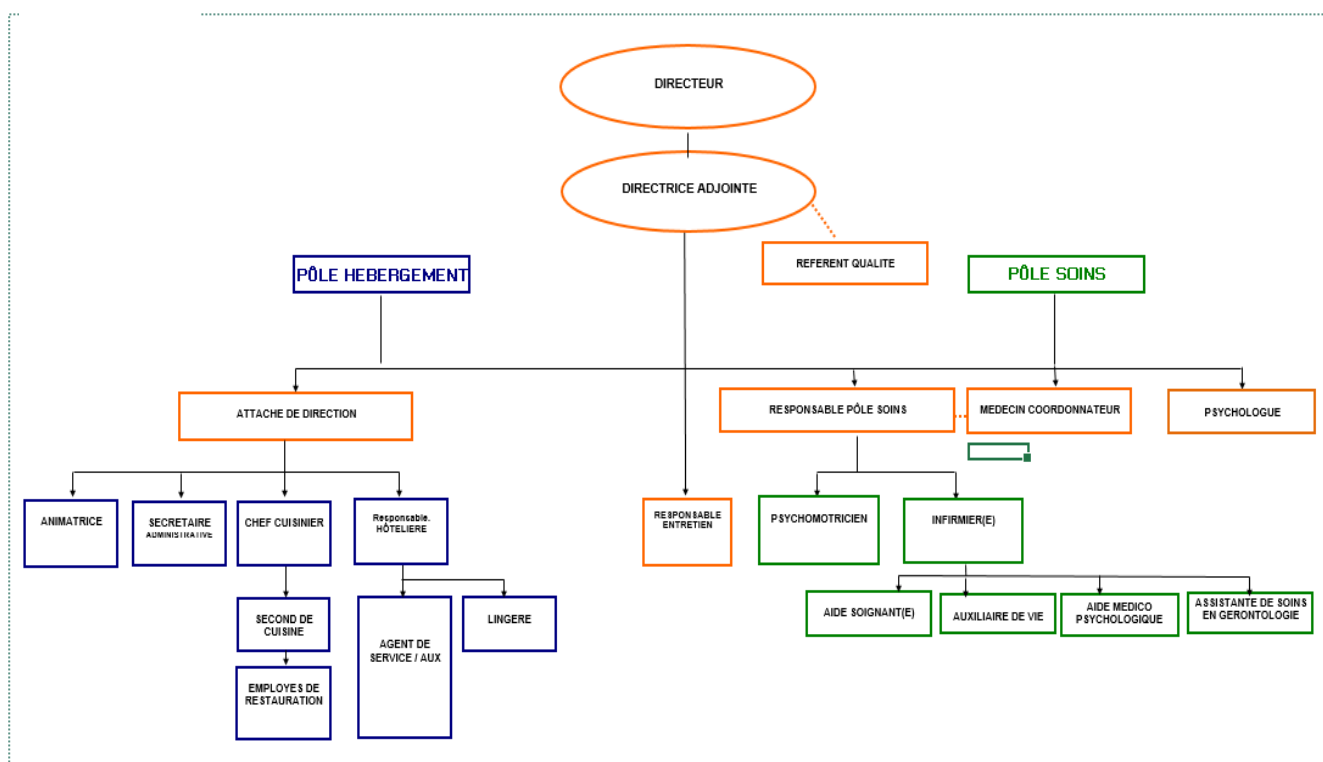 DIRECTEUR
DIRECTRICE ADJOINTE
REFERENT QUALITE
PÔLE HEBERGEMENT
PÔLE SOINS
ATTACHE DE DIRECTION
RESPONSABLE PÔLE SOINS
MEDECIN COORDONNATEUR
PSYCHOLOGUE
ANIMATRICE
SECRETAIRE
ADMINISTRATIVE
CHEF CUISINIER
Responsable.
HÔTELIERE
RESPONSABLE
ENTRETIEN
PSYCHOMOTRICIEN
INFIRMIER(E)
SECOND DE
CUISINE
AGENT DE
SERVICE / AUX
LINGERE
AIDE SOIGNANT(E)
AUXILIAIRE DE VIE
AIDE MEDICO
PSYCHOLOGIQUE
ASSISTANTE DE SOINS
EN GERONTOLOGIE
EMPLOYES DE
RESTAURATION